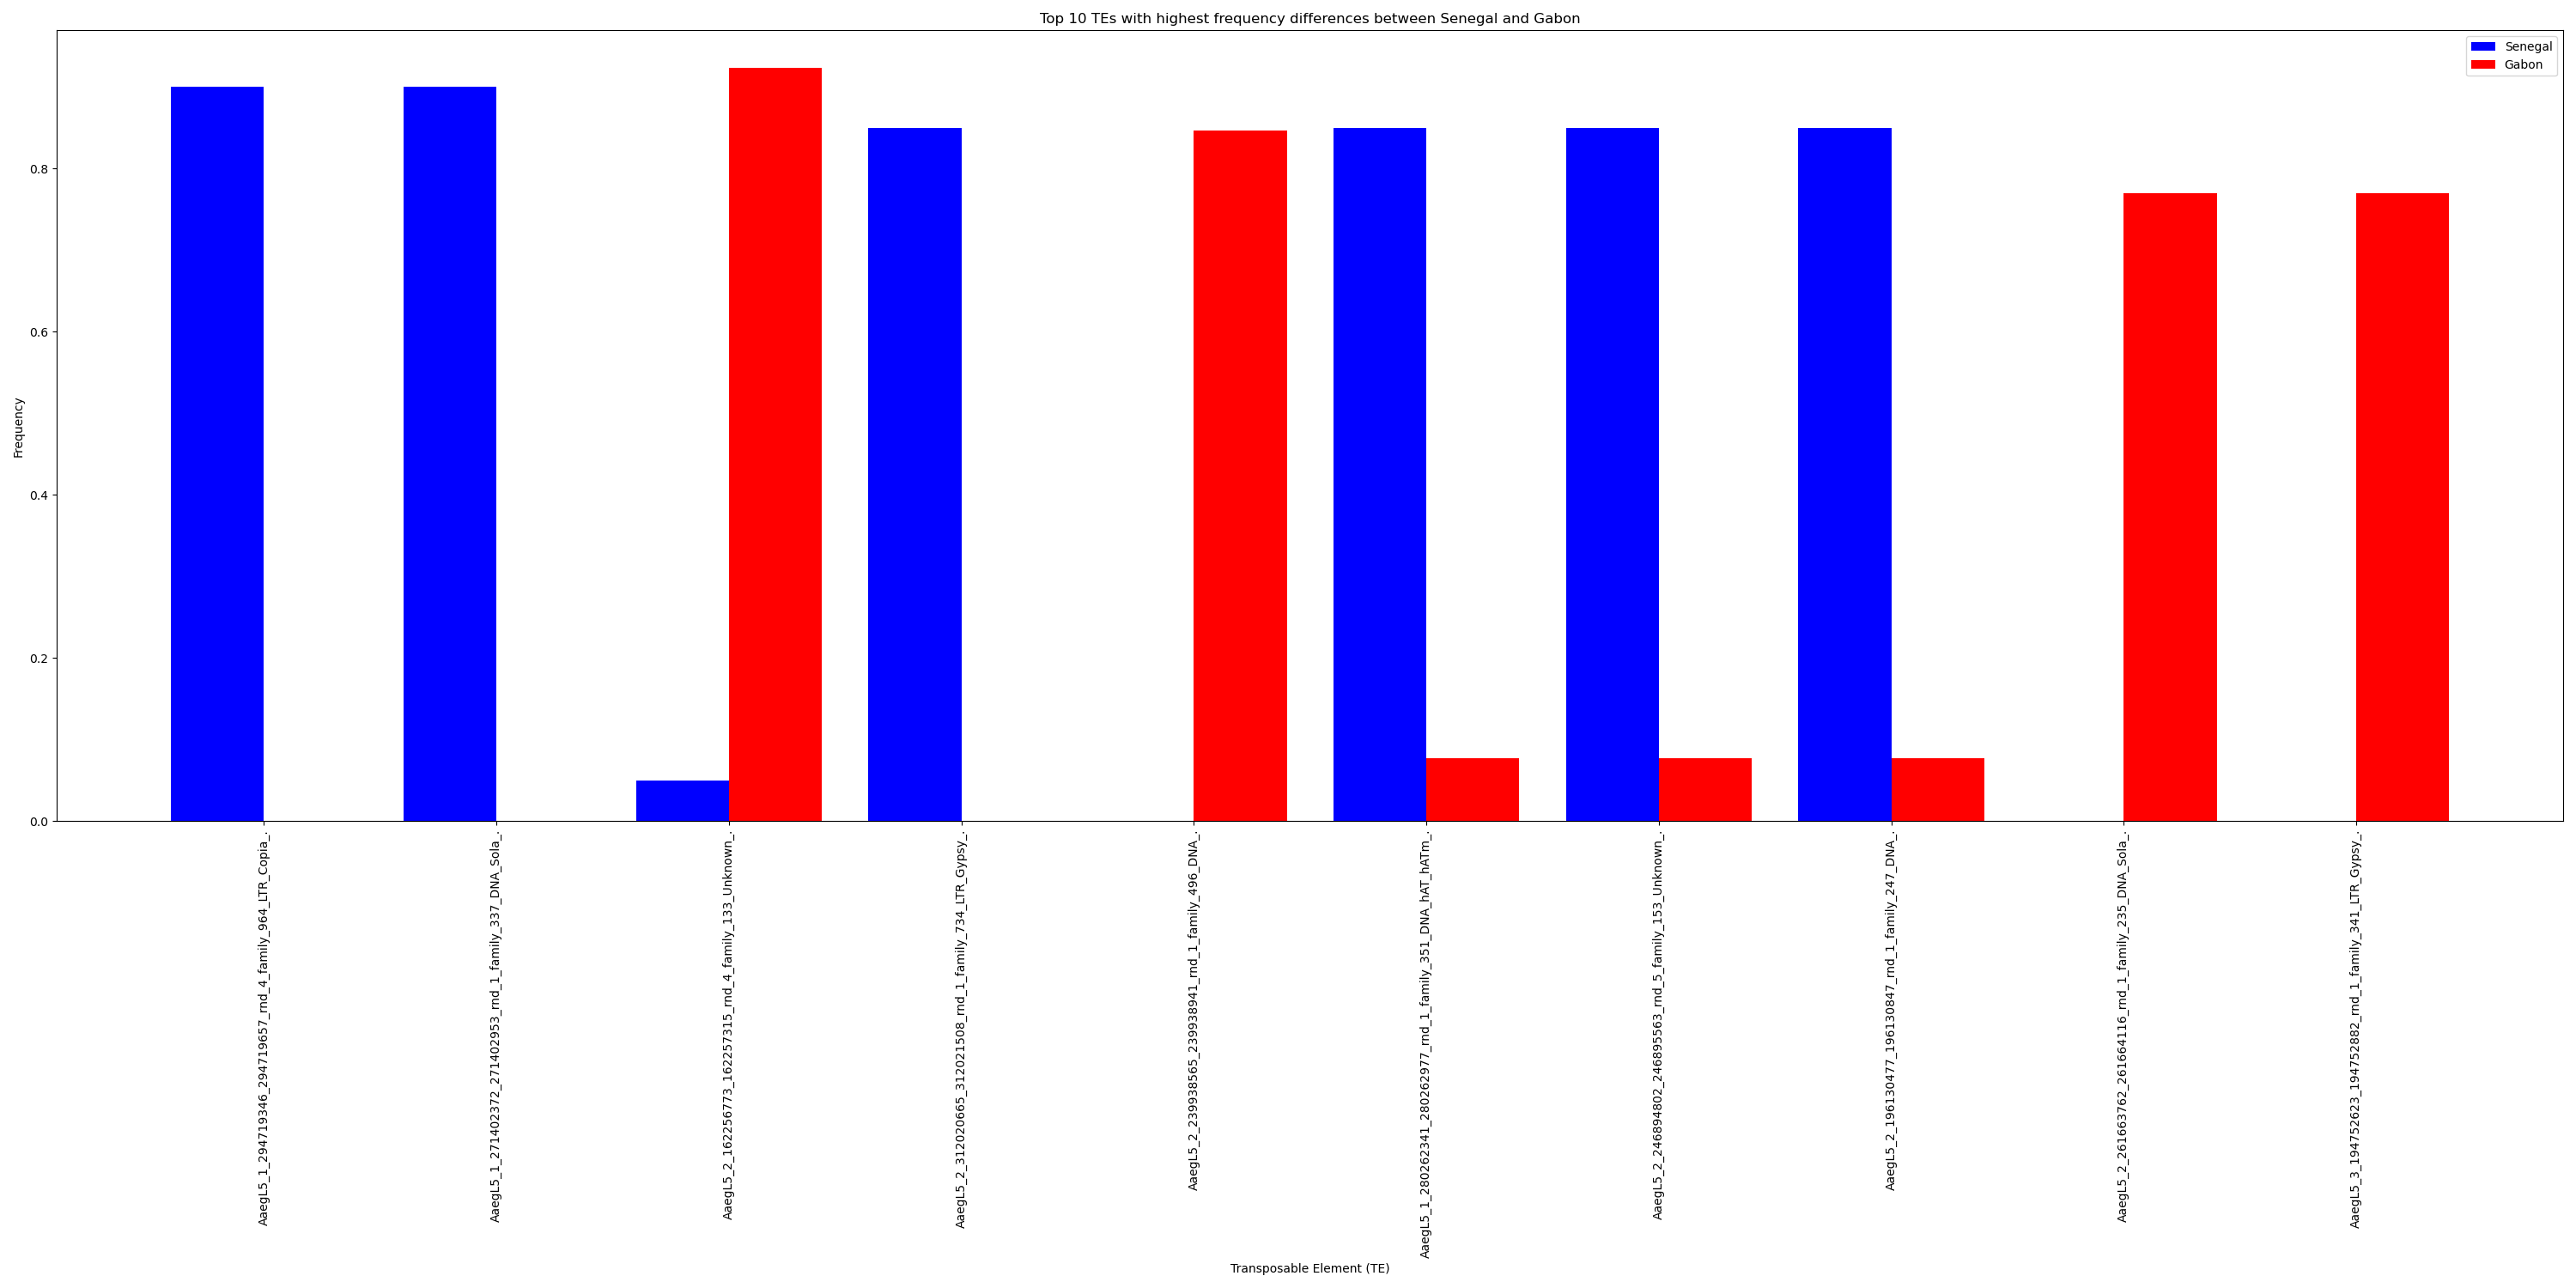 Top 10 TEs with highest frequency differences between Senegal and Gabon
Senegal
Gabon
Frequency
0.8
0.6
0.4
0.2
0.0
AaegL5_1_294719346_294719657_rnd_4_family_964_LTR_Copia_.
AaegL5_1_271402372_271402953_rnd_1_family_337_DNA_Sola_.
AaegL5_2_162256773_162257315_rnd_4_family_133_Unknown_.
AaegL5_2_312020665_312021508_rnd_1_family_734_LTR_Gypsy_.
AaegL5_2_239938565_239938941_rnd_1_family_496_DNA_.
AaegL5_1_280262341_280262977_rnd_1_family_351_DNA_hAT_hATm_.
AaegL5_2_246894802_246895563_rnd_5_family_153_Unknown_.
AaegL5_2_196130477_196130847_rnd_1_family_247_DNA_.
AaegL5_2_261663762_261664116_rnd_1_family_235_DNA_Sola_.
AaegL5_3_194752623_194752882_rnd_1_family_341_LTR_Gypsy_.
Transposable Element (TE)